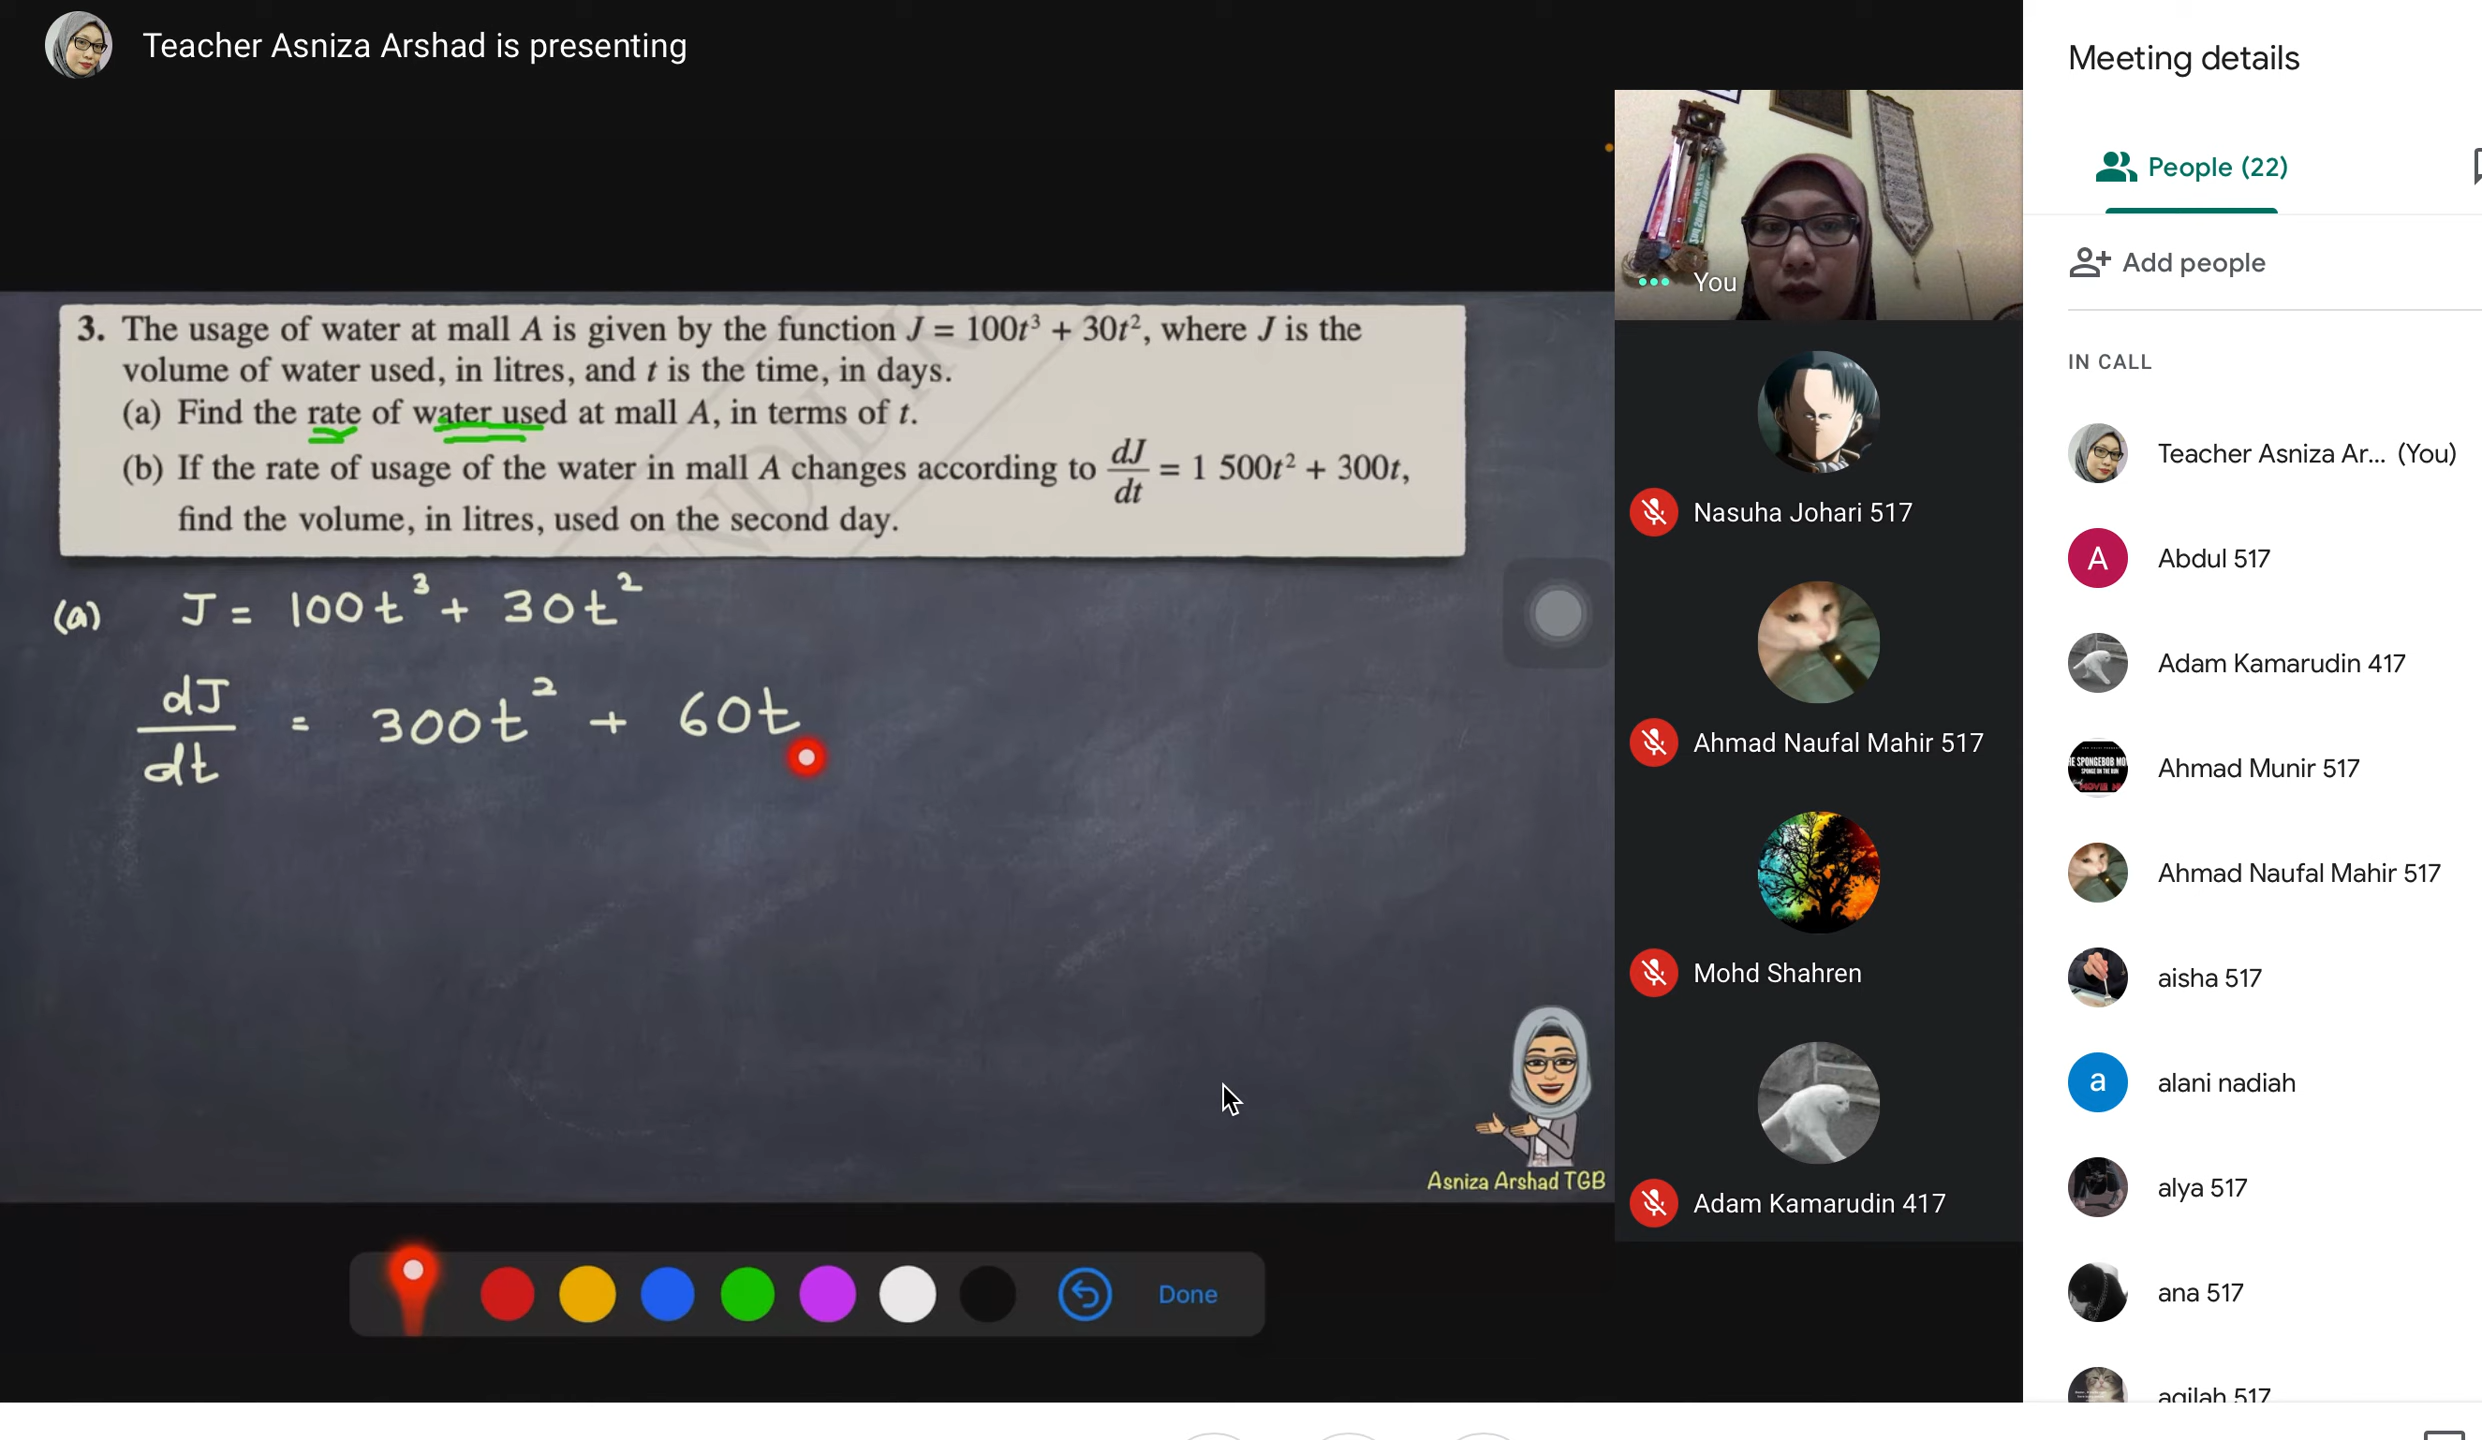 Teacher Asniza Arshad is presenting
3. The usage of water at mall A is given by the function J = 100t³ + 30t², where J is the
volume of water used, in litres, and t is the time, in days.
(a) Find the rate of water used at mall A, in terms of t.
(b) If the rate of usage of the water in mall A changes according to dJ/dt = 1 500t² + 300t,
find the volume, in litres, used on the second day.
(a) J = 100t³ + 30t²
dJ/dt = 300t² + 60t
Asniza Arshad TGB
Done
You
Nasuha Johari 517
Ahmad Naufal Mahir 517
Mohd Shahren
Adam Kamarudin 417
Meeting details
People (22)
Add people
IN CALL
Teacher Asniza Ar... (You)
A
Abdul 517
Adam Kamarudin 417
Ahmad Munir 517
Ahmad Naufal Mahir 517
aisha 517
a
alani nadiah
alya 517
ana 517
aqilah 517